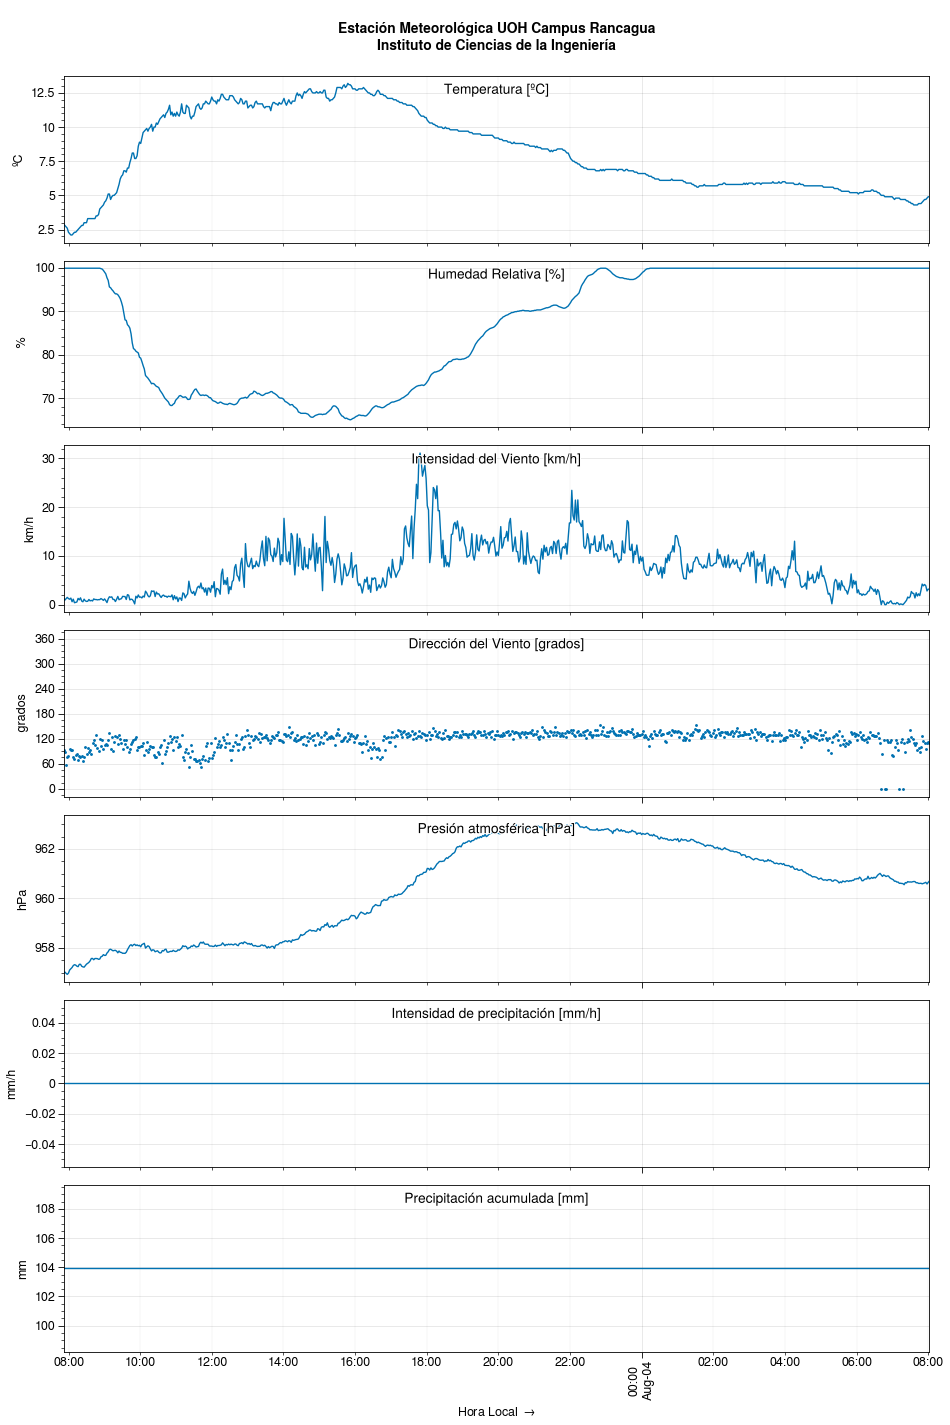 Estación Meteorológica UOH Campus Rancagua
Instituto de Ciencias de la Ingeniería
Temperatura [ºC]
12.5
10
7.5
5
2.5
ºC
Humedad Relativa [%]
100
90
80
70
%
Intensidad del Viento [km/h]
30
20
10
0
km/h
Dirección del Viento [grados]
360
300
240
180
120
60
0
grados
Presión atmosférica [hPa]
962
960
958
hPa
Intensidad de precipitación [mm/h]
0.04
0.02
0
−0.02
−0.04
mm/h
Precipitación acumulada [mm]
108
106
104
102
100
mm
08:00 10:00 12:00 14:00 16:00 18:00 20:00 22:00 00:00 02:00 04:00 06:00 08:00
Aug-04
Hora Local →